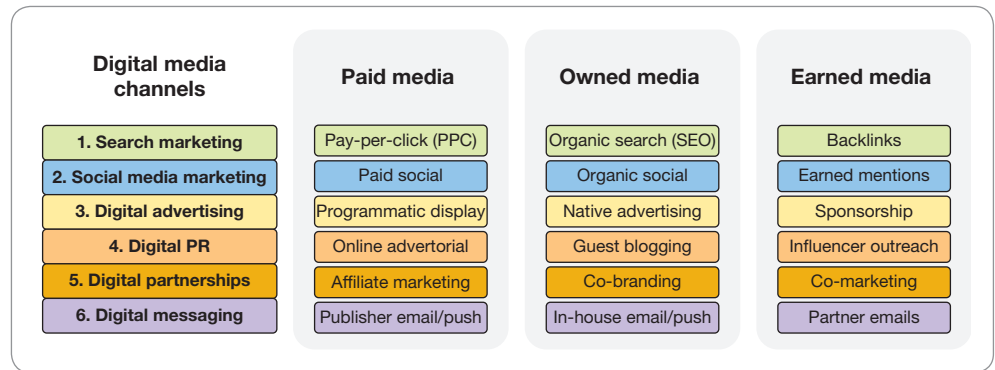 Digital media
channels
Paid media
Owned media
Earned media
1. Search marketing
Pay-per-click (PPC)
Organic search (SEO)
Backlinks
2. Social media marketing
Paid social
Organic social
Earned mentions
3. Digital advertising
Programmatic display
Native advertising
Sponsorship
4. Digital PR
Online advertorial
Guest blogging
Influencer outreach
5. Digital partnerships
Affiliate marketing
Co-branding
Co-marketing
6. Digital messaging
Publisher email/push
In-house email/push
Partner emails